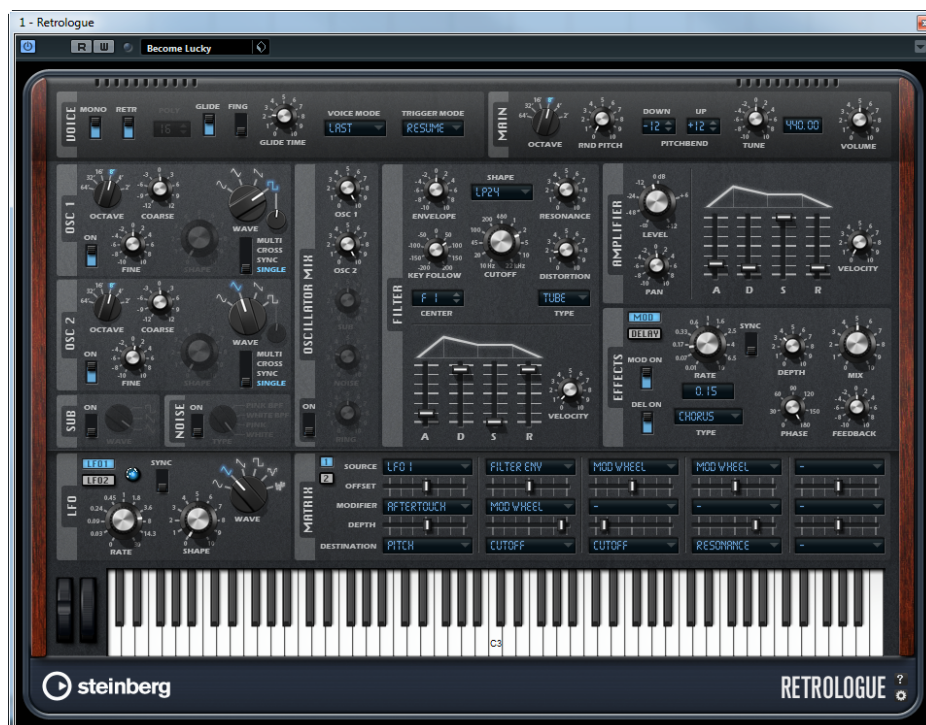 1 - Retrologue
R W Become Lucky
VOICE
MONO RETR POLY GLIDE FING
16
GLIDE TIME
VOICE MODE TRIGGER MODE
LAST RESUME
MAIN
OCTAVE RND PITCH
DOWN UP
-12 +12
PITCHBEND
TUNE 440.00 VOLUME
OSC 1
OCTAVE COARSE
ON
FINE SHAPE WAVE
MULTI
CROSS
SYNC
SINGLE
OSC 2
OCTAVE COARSE
ON
FINE SHAPE WAVE
MULTI
CROSS
SYNC
SINGLE
SUB
ON
WAVE
NOISE
ON
TYPE
PINK BPF
WHITE BPF
PINK
WHITE
OSCILLATOR MIX
OSC 1
OSC 2
SUB
NOISE
ON
RING
FILTER
SHAPE
LP24
ENVELOPE RESONANCE
KEY FOLLOW CUTOFF DISTORTION
F 1 TUBE
CENTER TYPE
A D S R VELOCITY
AMPLIFIER
LEVEL
PAN
A D S R VELOCITY
EFFECTS
MOD
DELAY
MOD ON
DEL ON
RATE SYNC DEPTH MIX
0.15
CHORUS
TYPE
PHASE FEEDBACK
LFO
LFO1
LFO2
SYNC
RATE SHAPE WAVE
MATRIX
1
2
SOURCE LFO 1 FILTER ENV MOD WHEEL MOD WHEEL -
OFFSET
MODIFIER AFTERTOUCH MOD WHEEL - - -
DEPTH
DESTINATION PITCH CUTOFF CUTOFF RESONANCE -
C3
steinberg RETROLOGUE ?